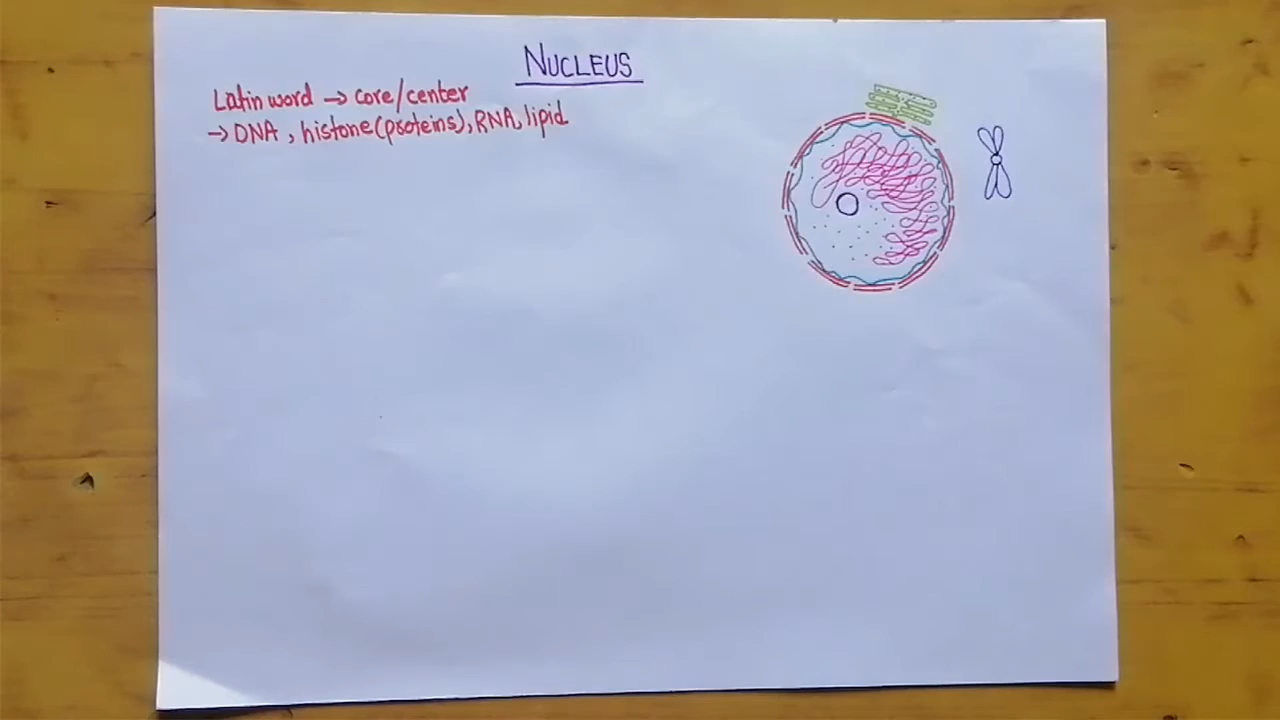 NUCLEUS
Latin word → core/center
→ DNA, histone(proteins), RNA, lipid